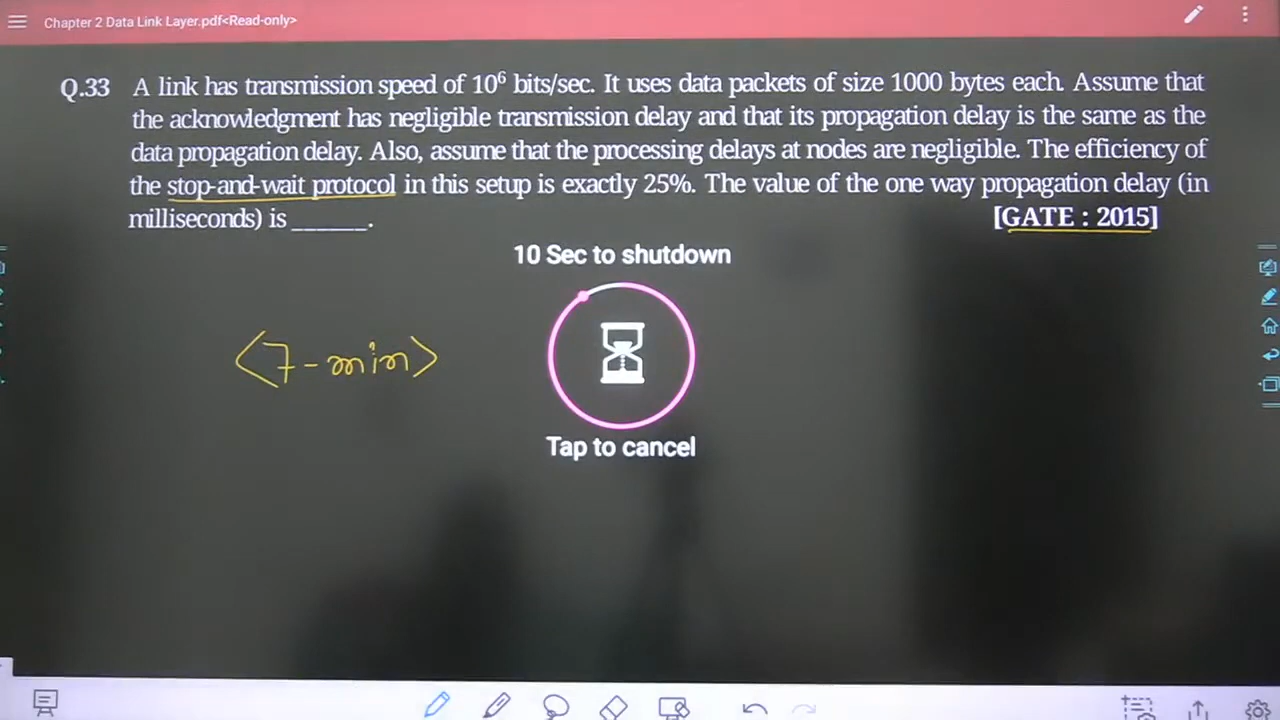 Chapter 2 Data Link Layer.pdf<Read-only>
Q.33 A link has transmission speed of 10⁶ bits/sec. It uses data packets of size 1000 bytes each. Assume that
the acknowledgment has negligible transmission delay and that its propagation delay is the same as the
data propagation delay. Also, assume that the processing delays at nodes are negligible. The efficiency of
the stop-and-wait protocol in this setup is exactly 25%. The value of the one way propagation delay (in
milliseconds) is ______. [GATE : 2015]
10 Sec to shutdown
<7-min>
Tap to cancel